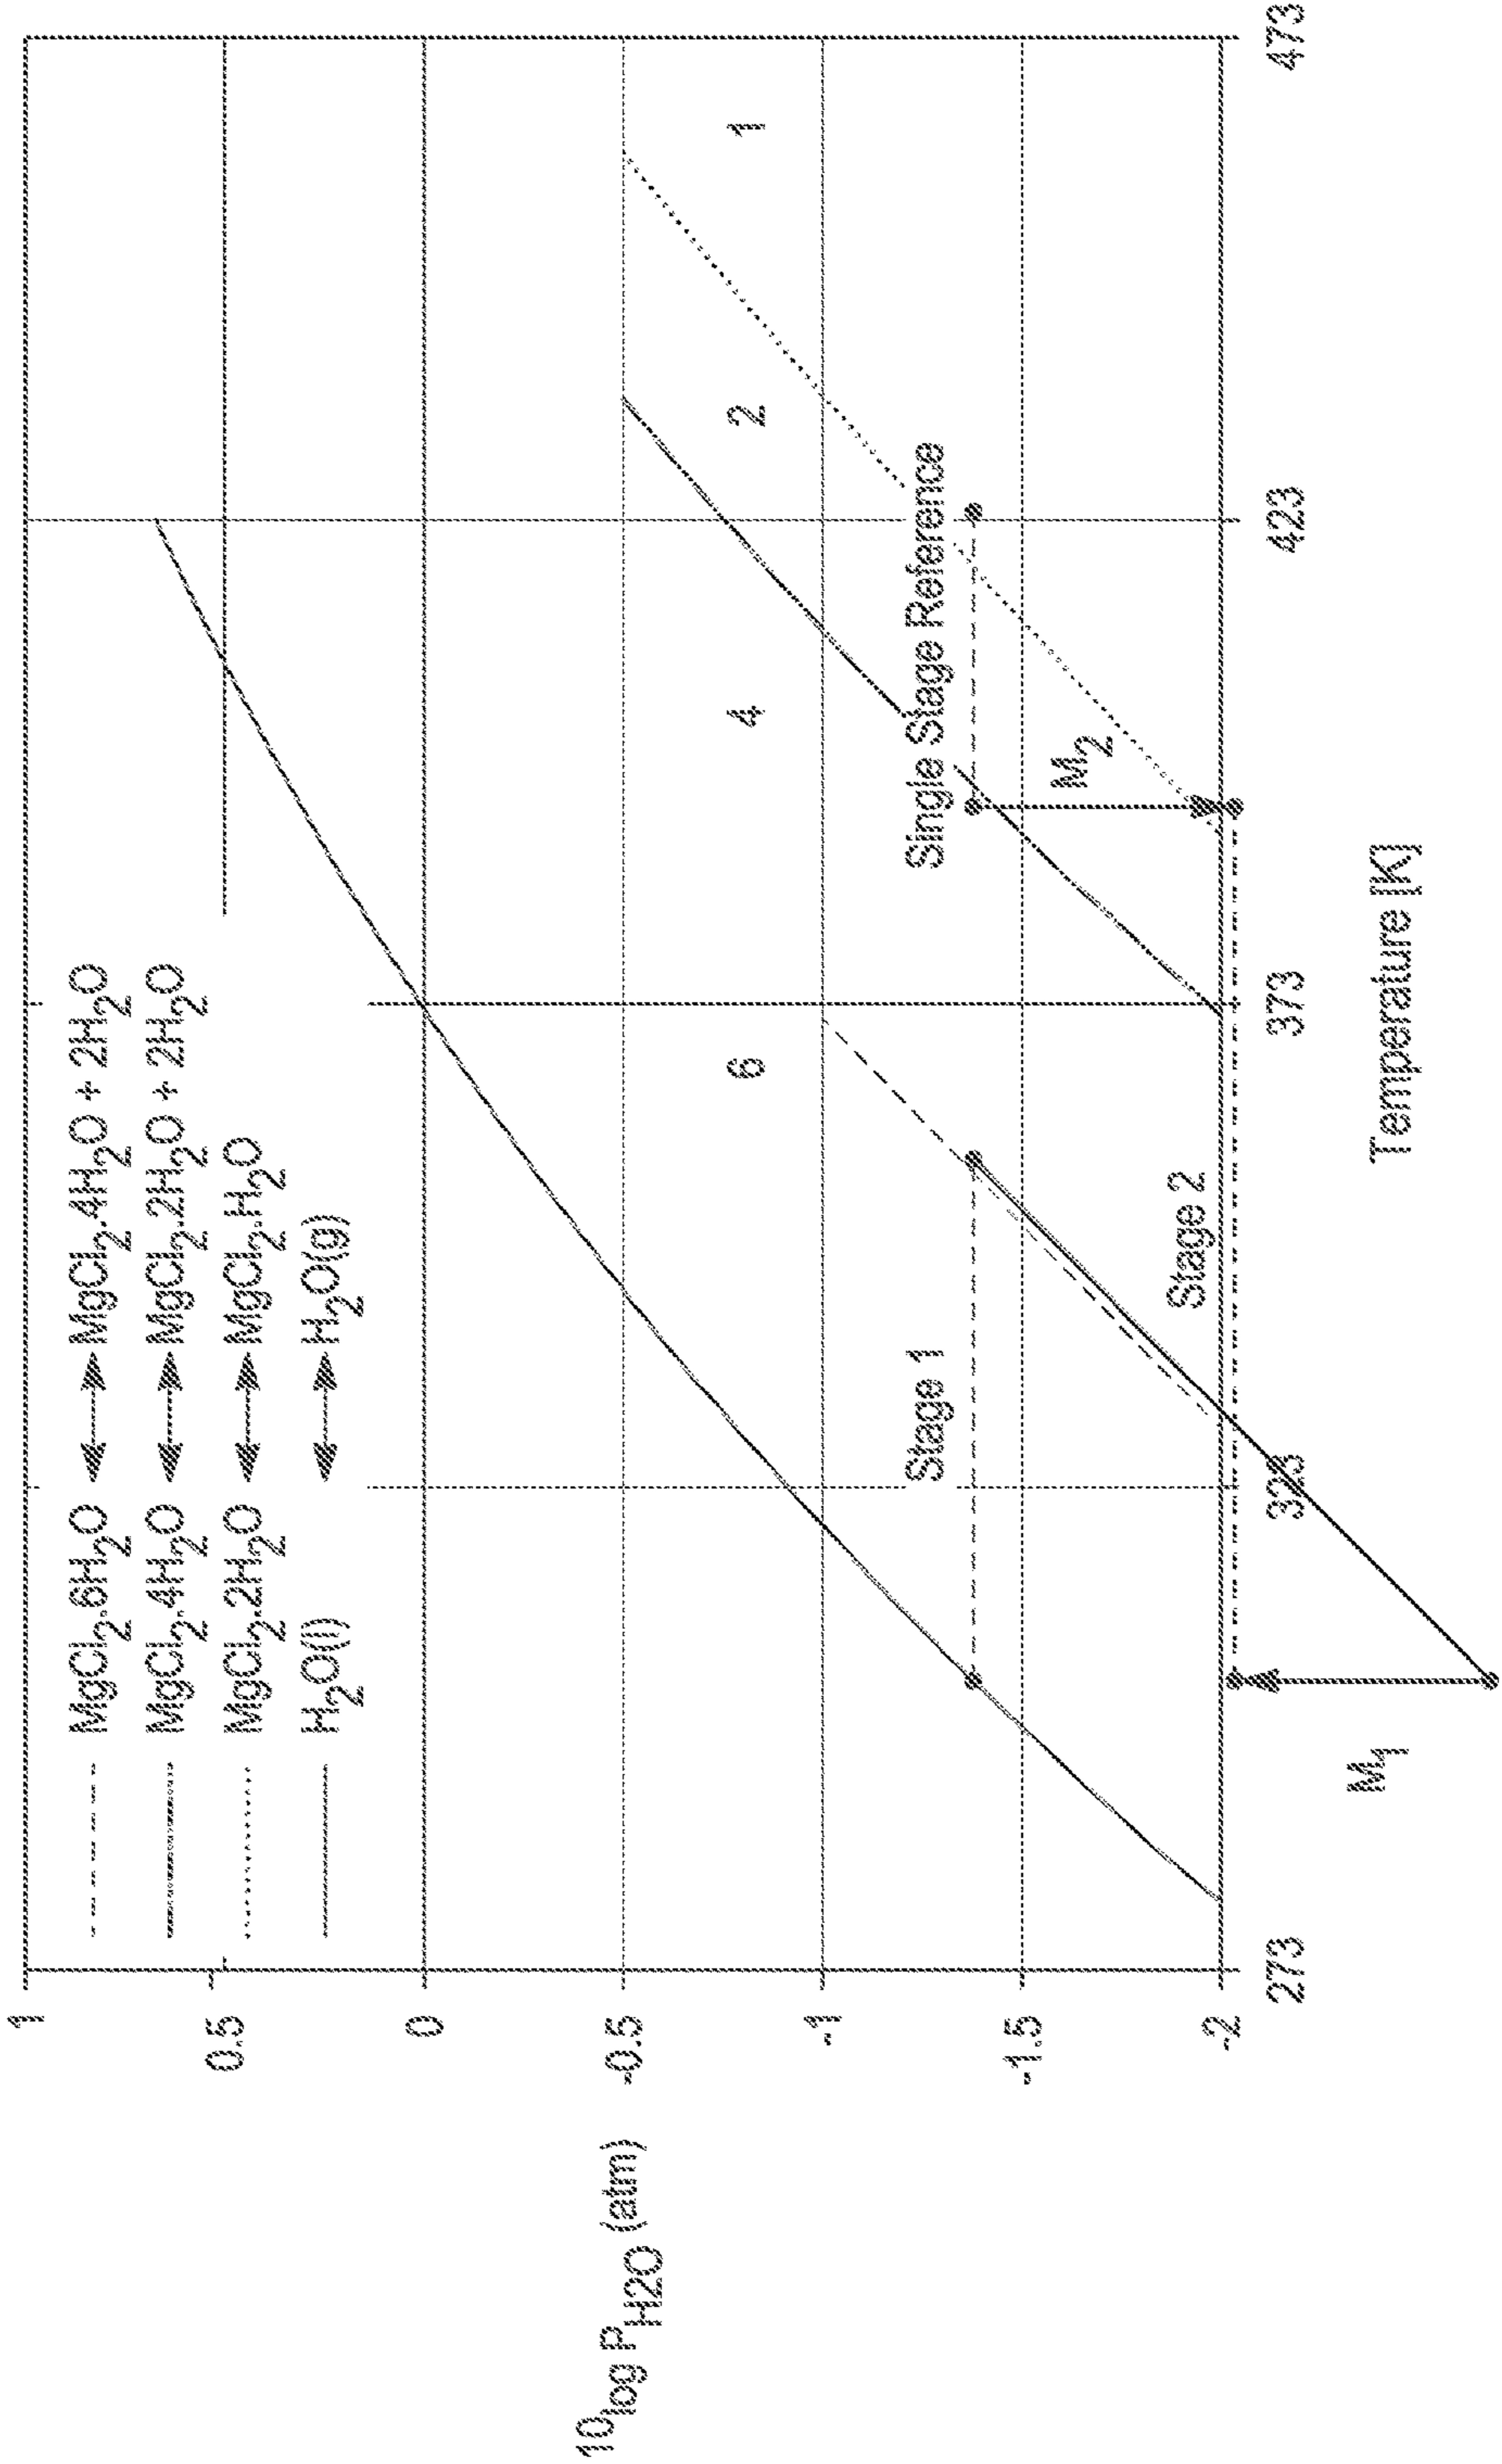 MgCl2.6H2O ↔ MgCl2.4H2O + 2H2O
MgCl2.4H2O ↔ MgCl2.2H2O + 2H2O
MgCl2.2H2O ↔ MgCl2.H2O
H2O(l) ↔ H2O(g)
10log PH2O (atm)
1
0.5
0
-0.5
-1
-1.5
-2
6
4
2
1
Stage 1
Single Stage Reference
Stage 2
M1
M2
273
323
373
423
473
Temperature [K]